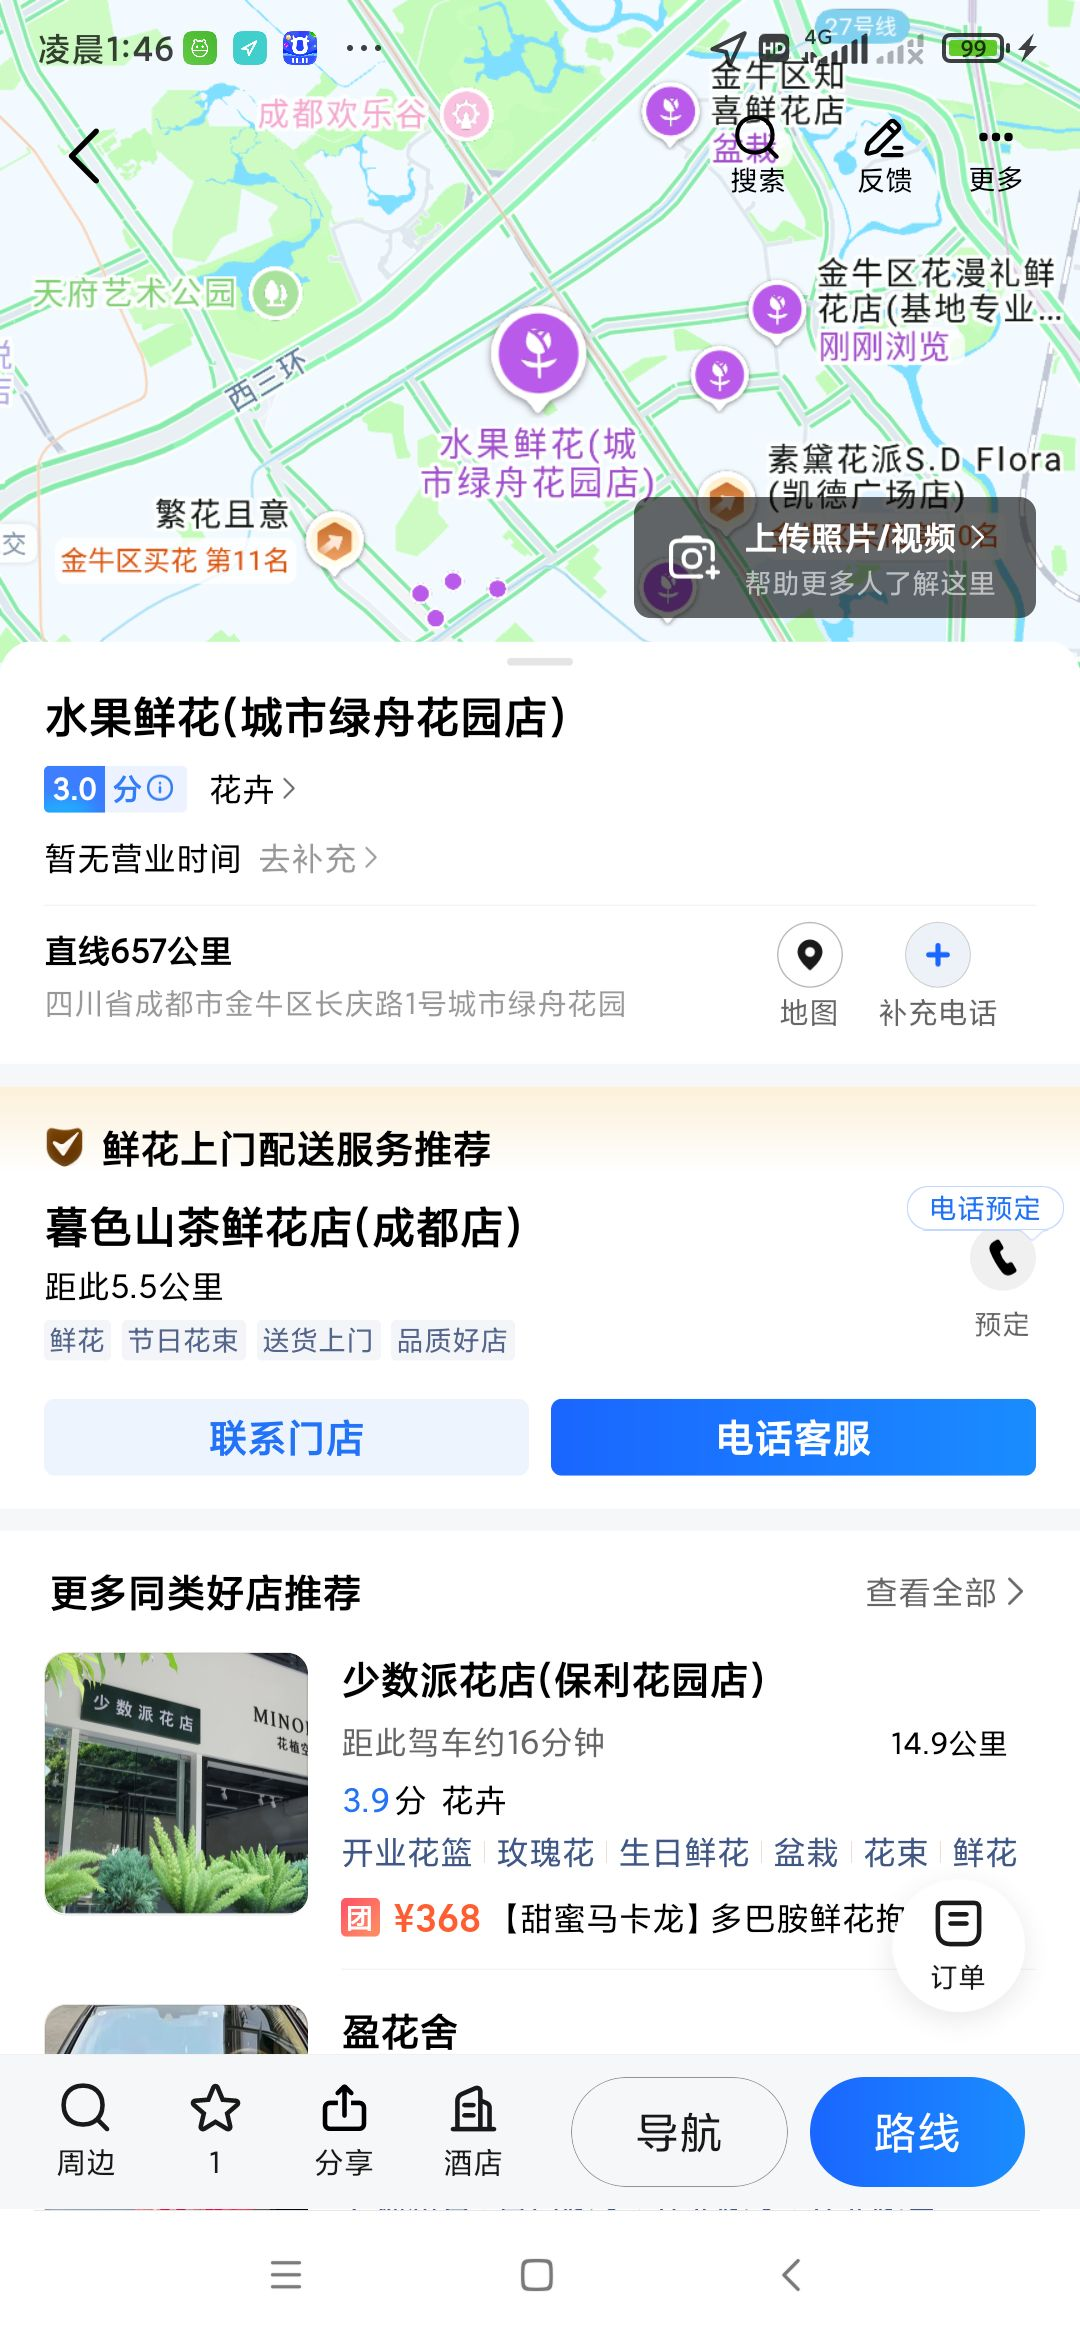 凌晨1:46
HD
4G
27号线
99
金牛区知
喜鲜花店
盆栽
成都欢乐谷
搜索
反馈
更多
天府艺术公园
金牛区花漫礼鲜
花店(基地专业...
刚刚浏览
西三环
水果鲜花(城
市绿舟花园店)
素黛花派S.D Flora
(凯德广场店)
繁花且意
金牛区买花 第11名
交
上传照片/视频
帮助更多人了解这里
水果鲜花(城市绿舟花园店)
3.0 分 花卉
暂无营业时间 去补充
直线657公里
四川省成都市金牛区长庆路1号城市绿舟花园
地图
补充电话
鲜花上门配送服务推荐
暮色山茶鲜花店(成都店)
电话预定
距此5.5公里
预定
鲜花 节日花束 送货上门 品质好店
联系门店
电话客服
更多同类好店推荐
查看全部
少数派花店
花植空
少数派花店(保利花园店)
距此驾车约16分钟
14.9公里
3.9分 花卉
开业花篮 玫瑰花 生日鲜花 盆栽 花束 鲜花
团 ¥368 【甜蜜马卡龙】多巴胺鲜花抱
订单
盈花舍
周边
1
分享
酒店
导航
路线